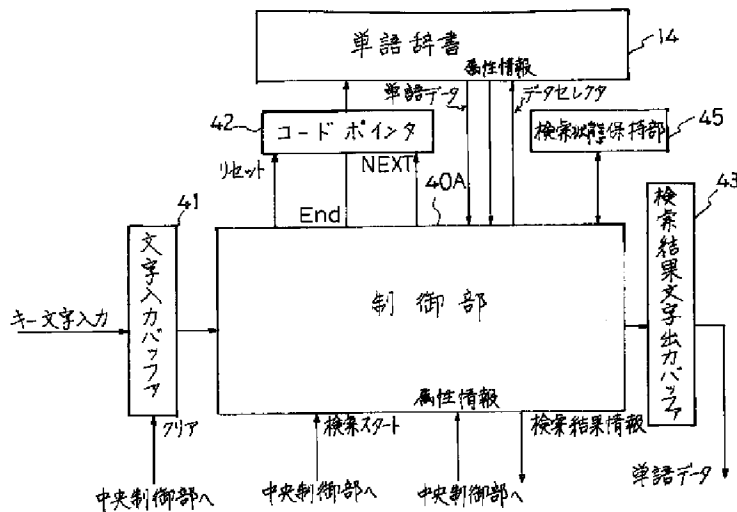 単語辞書
属性情報
14
単語データ
データセレクタ
42
コードポインタ
45
検索状態保持部
リセット
NEXT
40A
End
41
43
文字入力バッファ
検索結果文字出力バッファ
キー文字入力
制御部
属性情報
クリア
検索スタート
検索結果情報
中央制御部へ
中央制御部へ
中央制御部へ
単語データ